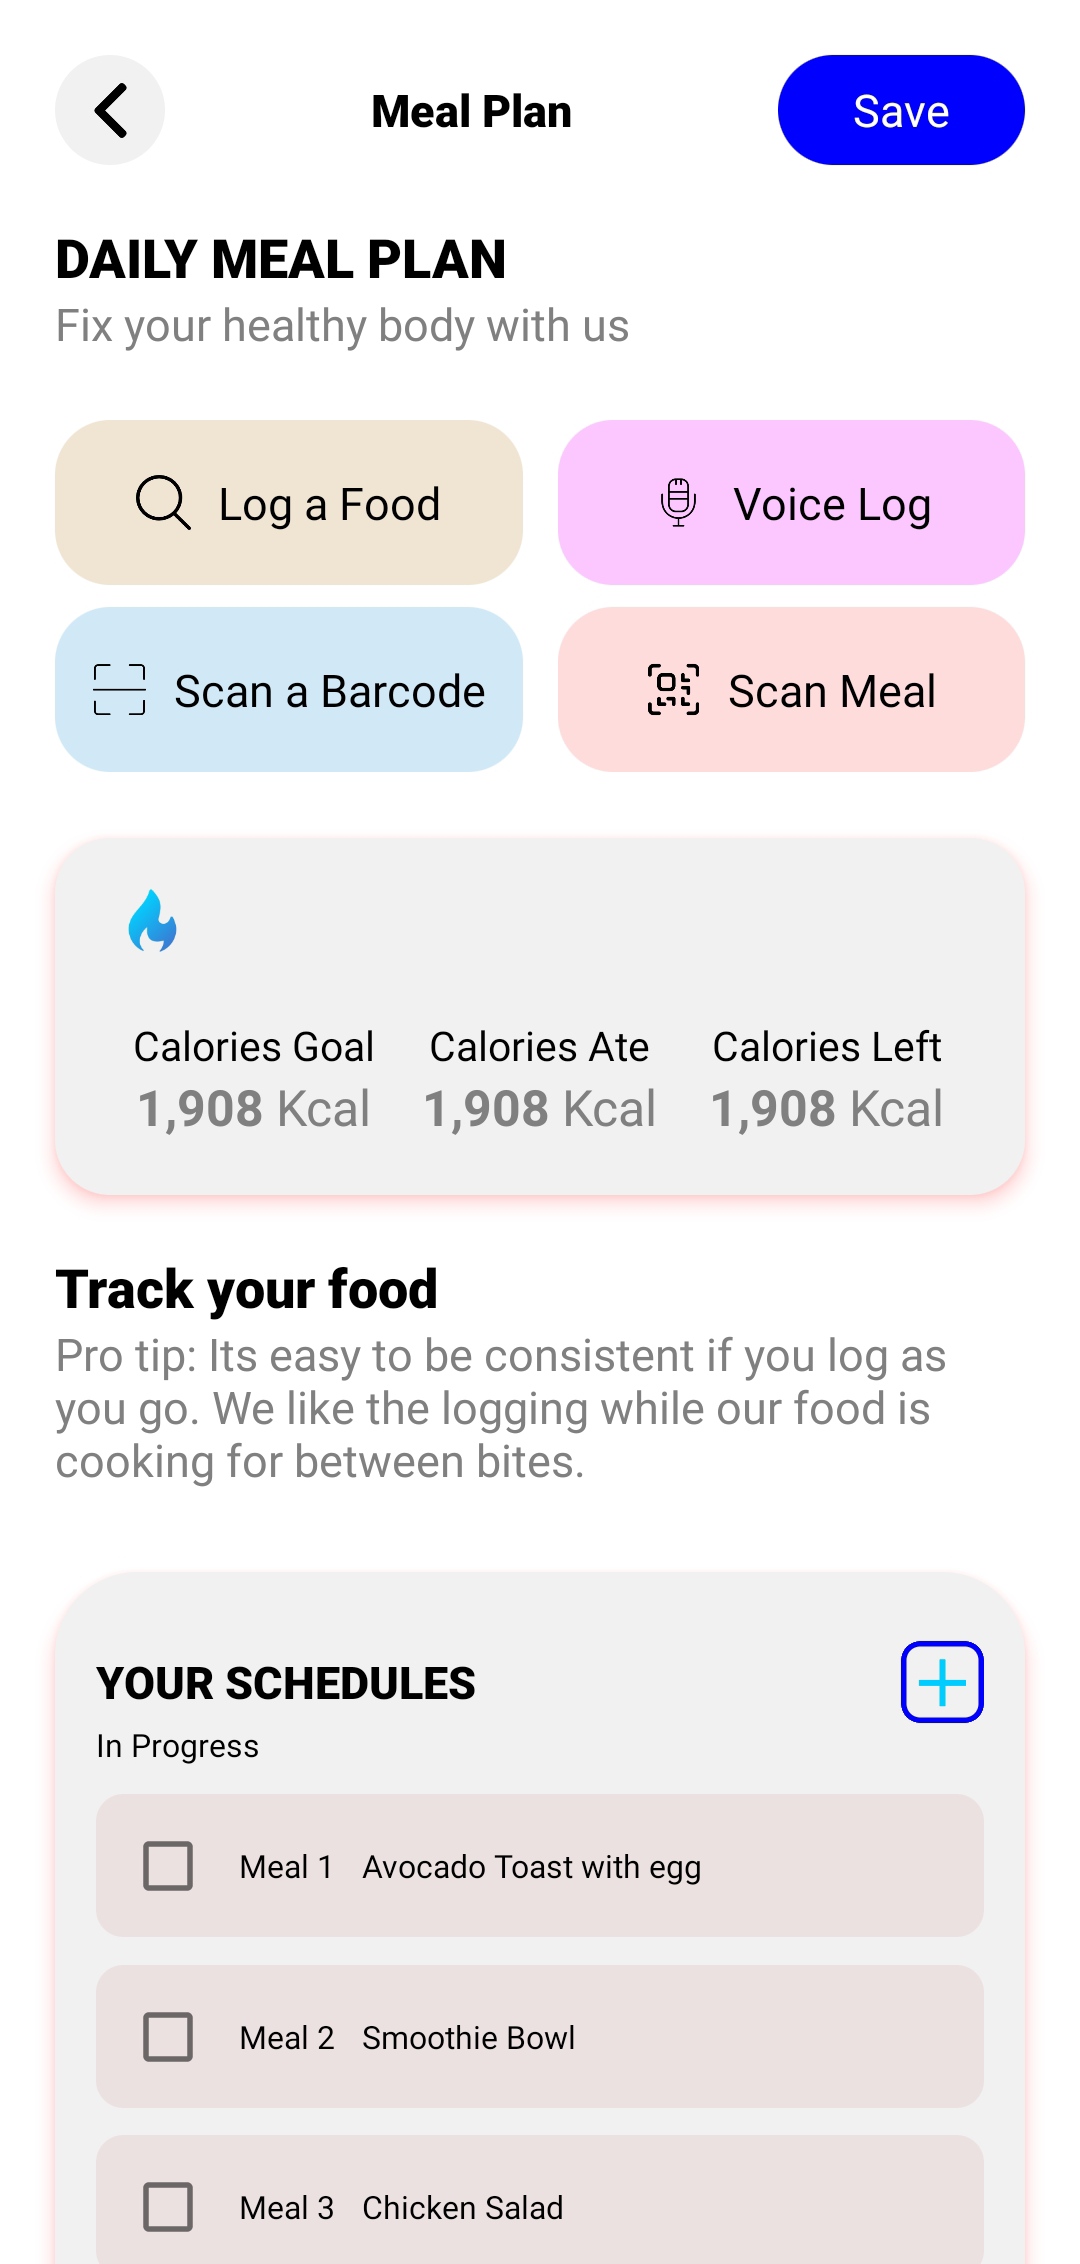 Meal Plan
Save
DAILY MEAL PLAN
Fix your healthy body with us
Log a Food
Voice Log
Scan a Barcode
Scan Meal
Calories Goal
Calories Ate
Calories Left
1,908 Kcal
1,908 Kcal
1,908 Kcal
Track your food
Pro tip: Its easy to be consistent if you log as
you go. We like the logging while our food is
cooking for between bites.
YOUR SCHEDULES
In Progress
Meal 1 Avocado Toast with egg
Meal 2 Smoothie Bowl
Meal 3 Chicken Salad